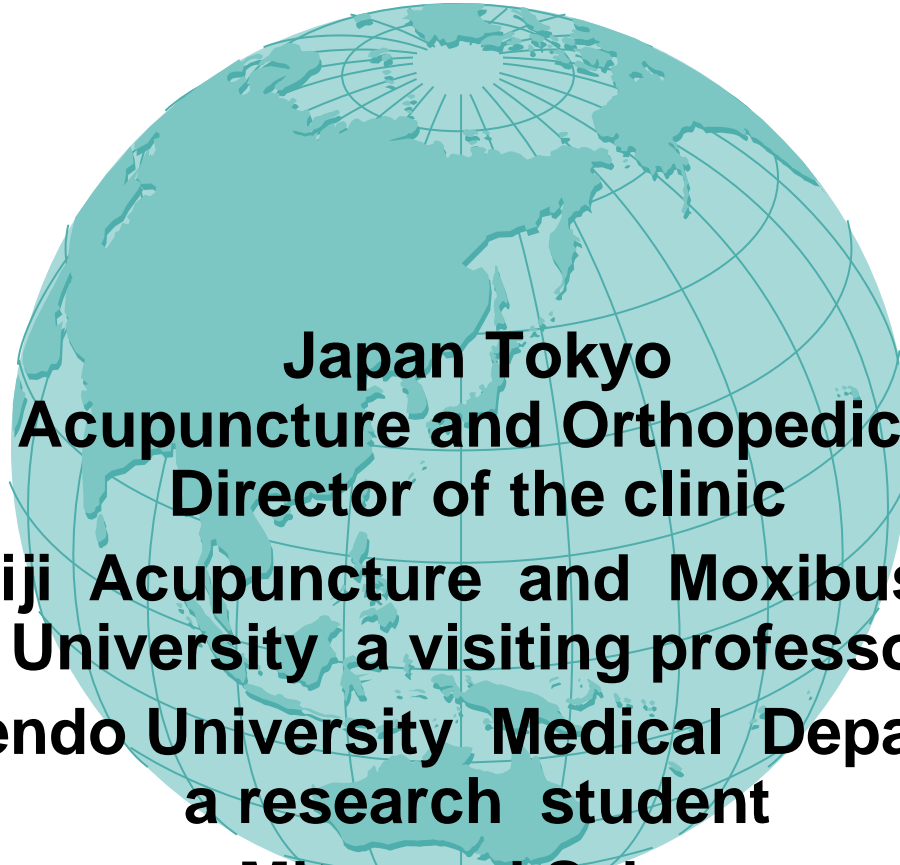 Japan Tokyo
Acupuncture and Orthopedic
Director of the clinic
iji Acupuncture and Moxibus
University a visiting professo
endo University Medical Depa
a research student